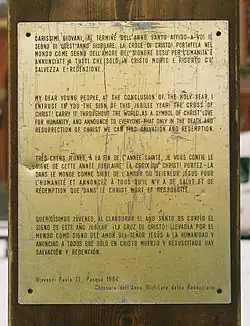 CARISSIMI GIOVANI, AL TERMINE DELL'ANNO SANTO AFFIDO A VOI IL
SEGNO DI QUEST'ANNO GIUBILARE: LA CROCE DI CRISTO! PORTATELA NEL
MONDO COME SEGNO DELL'AMORE DEL SIGNORE GESU' PER L'UMANITA' E
ANNUNCIATE A TUTTI CHE SOLO IN CRISTO MORTO E RISORTO C'E'
SALVEZZA E REDENZIONE.
MY DEAR YOUNG PEOPLE, AT THE CONCLUSION OF THE HOLY YEAR, I
ENTRUST TO YOU THE SIGN OF THIS JUBILEE YEAR: THE CROSS OF
CHRIST! CARRY IT THROUGHOUT THE WORLD AS A SYMBOL OF CHRIST'S LOVE
FOR HUMANITY, AND ANNOUNCE TO EVERYONE THAT ONLY IN THE DEATH AND
RESURRECTION OF CHRIST WE CAN FIND SALVATION AND REDEMPTION.
TRÈS CHERS JEUNES, À LA FIN DE L'ANNÉE SAINTE, JE VOUS CONFIE LE
SIGNE DE CETTE ANNÉE JUBILAIRE: LA CROIX DU CHRIST! PORTEZ-LA
DANS LE MONDE COMME SIGNE DE L'AMOUR DU SEIGNEUR JÉSUS POUR
L'HUMANITÉ ET ANNONCEZ À TOUS QU'IL N'Y A DE SALUT ET DE
REDEMPTION QUE DANS LE CHRIST MORT ET RESSUSCITÉ.
QUERIDÍSIMOS JÓVENES, AL CLAUSURAR EL AÑO SANTO OS CONFÍO EL
SIGNO DE ESTE AÑO JUBILAR: ¡LA CRUZ DE CRISTO! LLEVADLA POR EL
MUNDO COMO SIGNO DEL AMOR DEL SEÑOR JESÚS A LA HUMANIDAD Y
ANUNCIAD A TODOS QUE SÓLO EN CRISTO MUERTO Y RESUCITADO HAY
SALVACIÓN Y REDENCIÓN.
Giovanni Paolo II, Pasqua 1984
Chiusura dell'Anno Giubilare della Redenzione